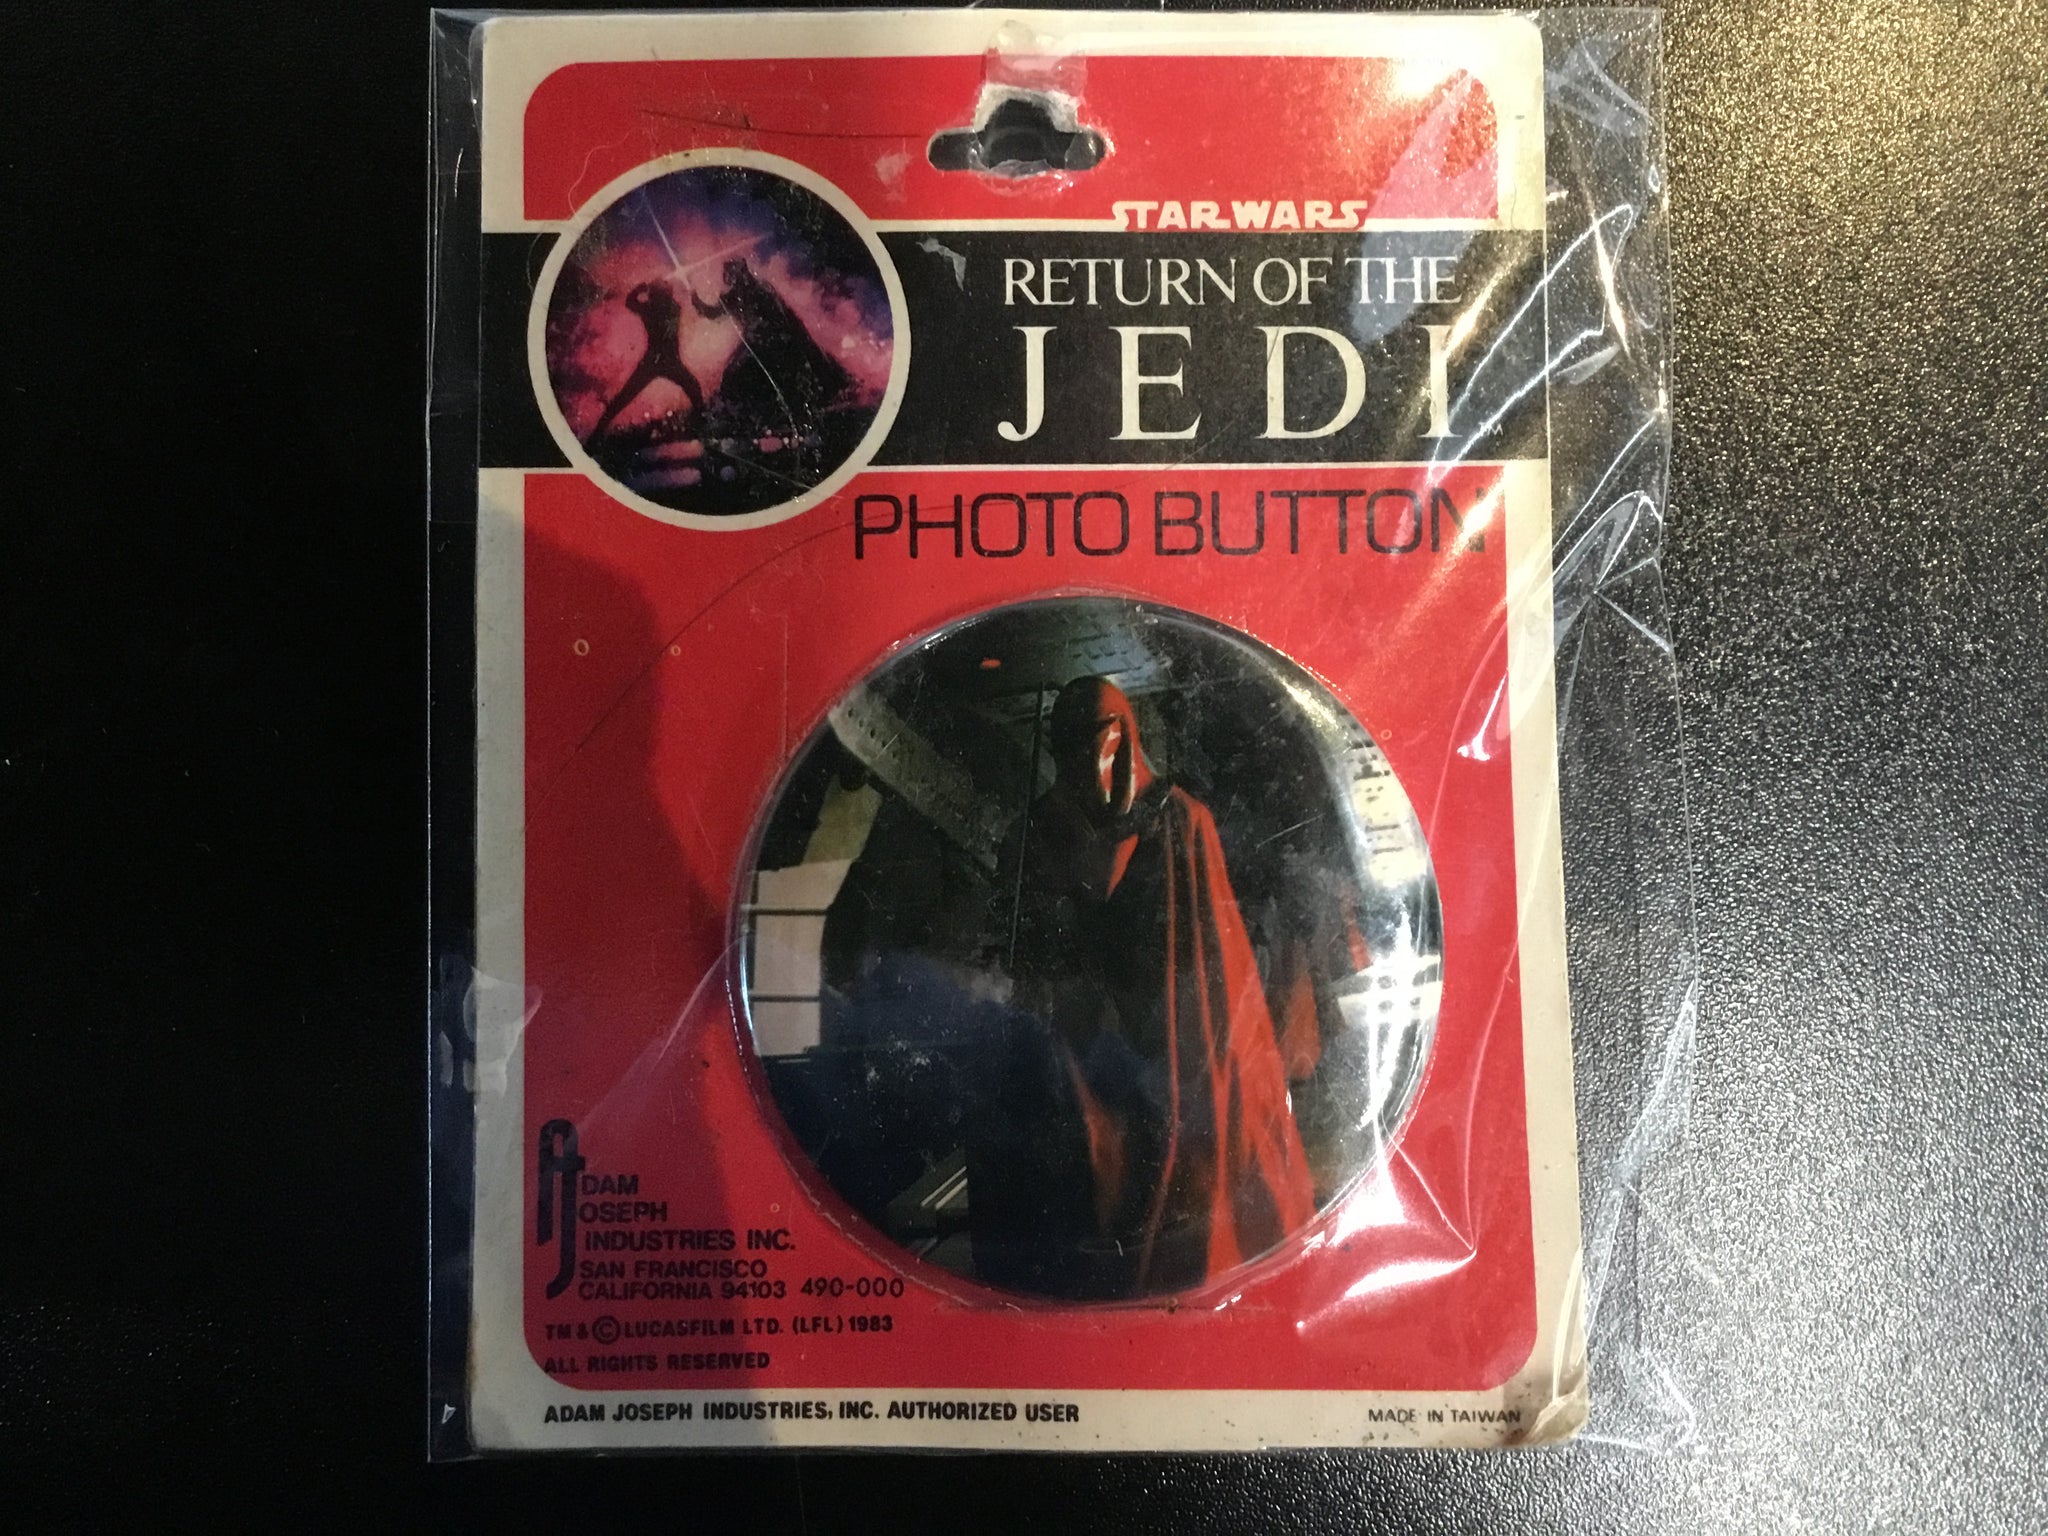 STAR WARS
RETURN OF THE
JEDI™
PHOTO BUTTON
ADAM
JOSEPH
INDUSTRIES INC.
SAN FRANCISCO
CALIFORNIA 94103 490-000
TM & © LUCASFILM LTD. (LFL) 1983
ALL RIGHTS RESERVED
ADAM JOSEPH INDUSTRIES, INC. AUTHORIZED USER
MADE IN TAIWAN